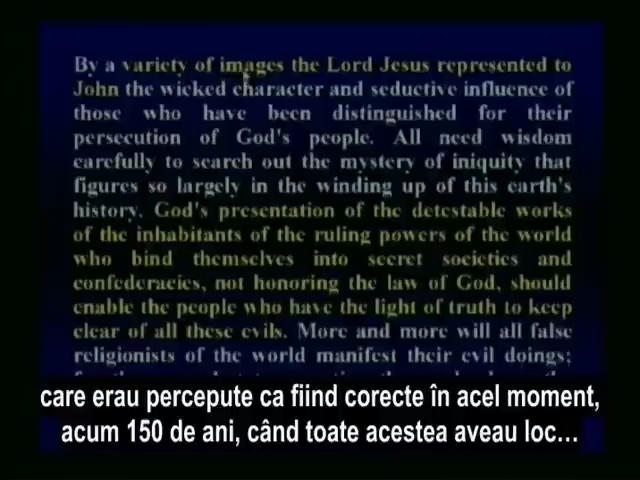 By a variety of images the Lord Jesus represented to
John the wicked character and seductive influence of
those who have been distinguished for their
persecution of God's people. All need wisdom
carefully to search out the mystery of iniquity that
figures so largely in the winding up of this earth's
history. God's presentation of the detestable works
of the inhabitants of the ruling powers of the world
who bind themselves into secret societies and
confederacies, not honoring the law of God, should
enable the people who have the light of truth to keep
clear of all these evils. More and more will all false
religionists of the world manifest their evil doings;
care erau percepute ca fiind corecte în acel moment,
acum 150 de ani, când toate acestea aveau loc...